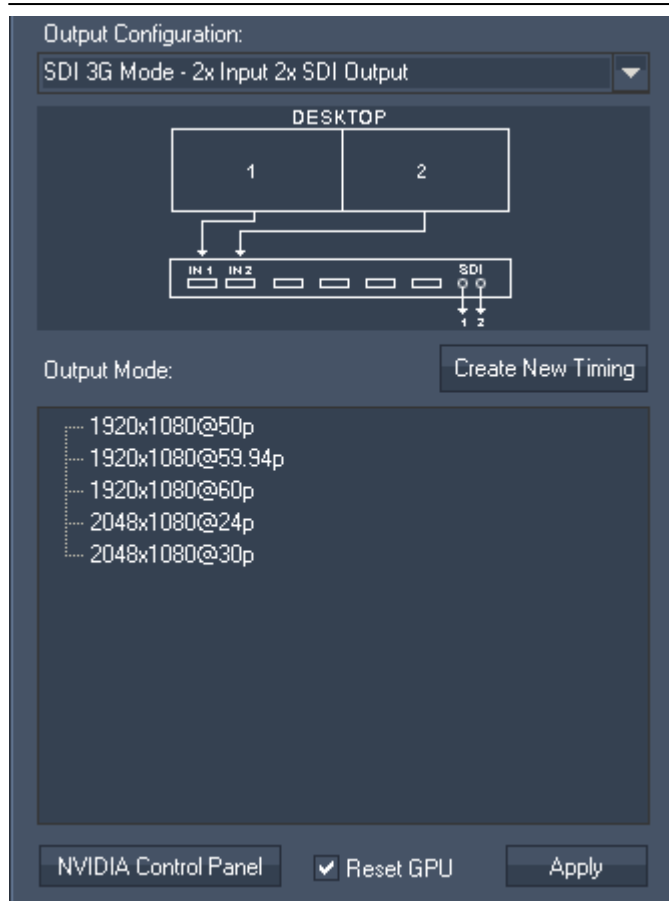 Output Configuration:
SDI 3G Mode - 2x Input 2x SDI Output
DESKTOP
1 2
IN 1 IN 2 SDI
1 2
Output Mode: Create New Timing
1920x1080@50p
1920x1080@59.94p
1920x1080@60p
2048x1080@24p
2048x1080@30p
NVIDIA Control Panel Reset GPU Apply